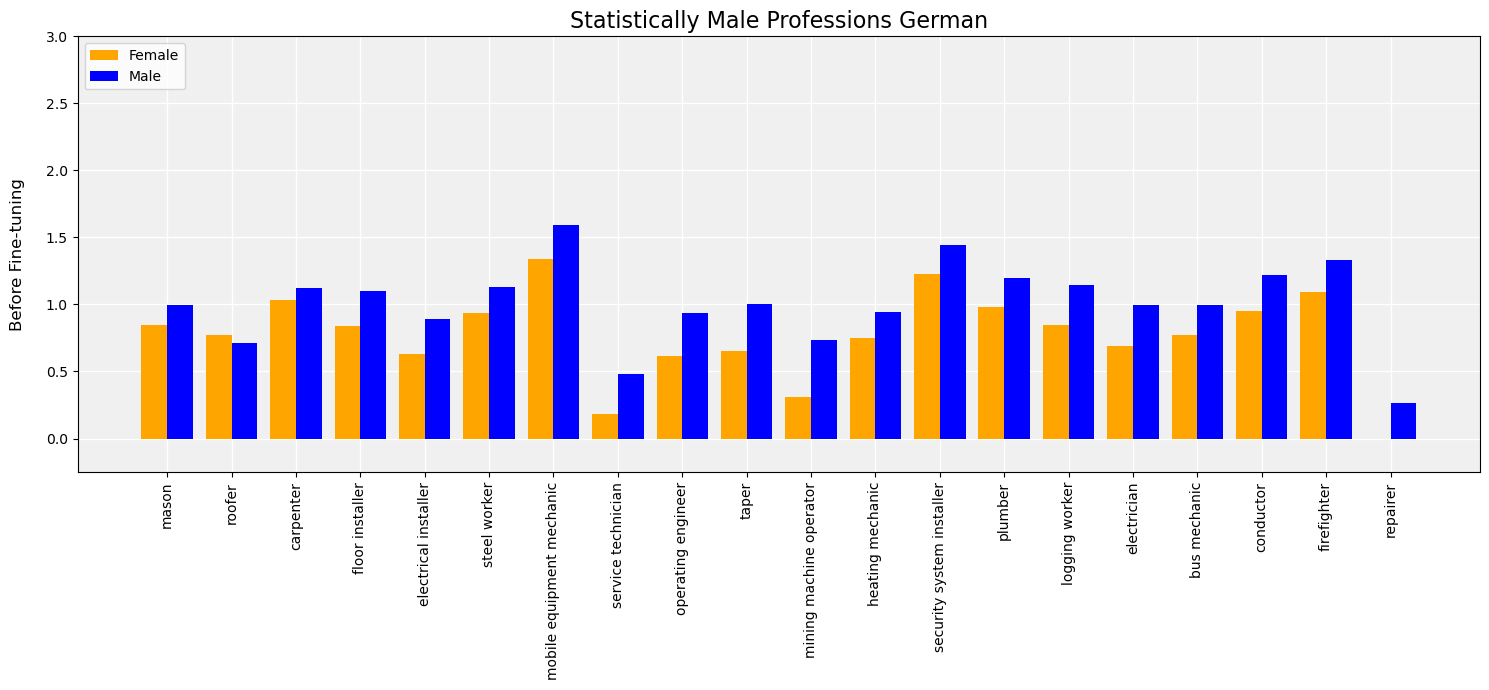 Statistically Male Professions German
Female
Male
Before Fine-tuning
3.0
2.5
2.0
1.5
1.0
0.5
0.0
mason
roofer
carpenter
floor installer
electrical installer
steel worker
mobile equipment mechanic
service technician
operating engineer
taper
mining machine operator
heating mechanic
security system installer
plumber
logging worker
electrician
bus mechanic
conductor
firefighter
repairer